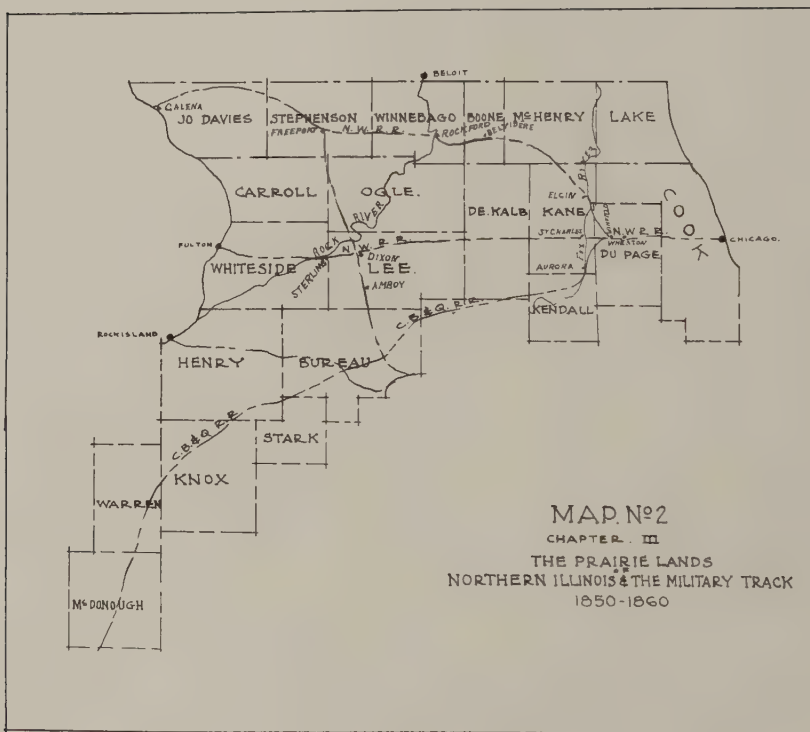 BELOIT
GALENA
JO DAVIES
STEPHENSON
WINNEBAGO
BOONE
McHENRY
LAKE
FREEPORT
N.W.R.R.
ROCKFORD
BELVIDERE
RIVER
CARROLL
OGLE.
DE.KALB
ELGIN
KANE
COOK
ROCK RIVER
ST CHARLES
N.W.R.R.
FULTON
N.W. R.R.
WHEATON
CHICAGO.
WHITESIDE
STERLING
DIXON
LEE.
FOX
DU PAGE
AMBOY
AURORA
KENDALL
C.B.&Q. R.R.
ROCK ISLAND
HENRY
BUREAU
C.B.&Q R.R
STARK
KNOX
WARREN
McDONOUGH
MAP. Nº2
CHAPTER. III
THE PRAIRIE LANDS
OF
NORTHERN ILLINOIS & THE MILITARY TRACK
1850-1860